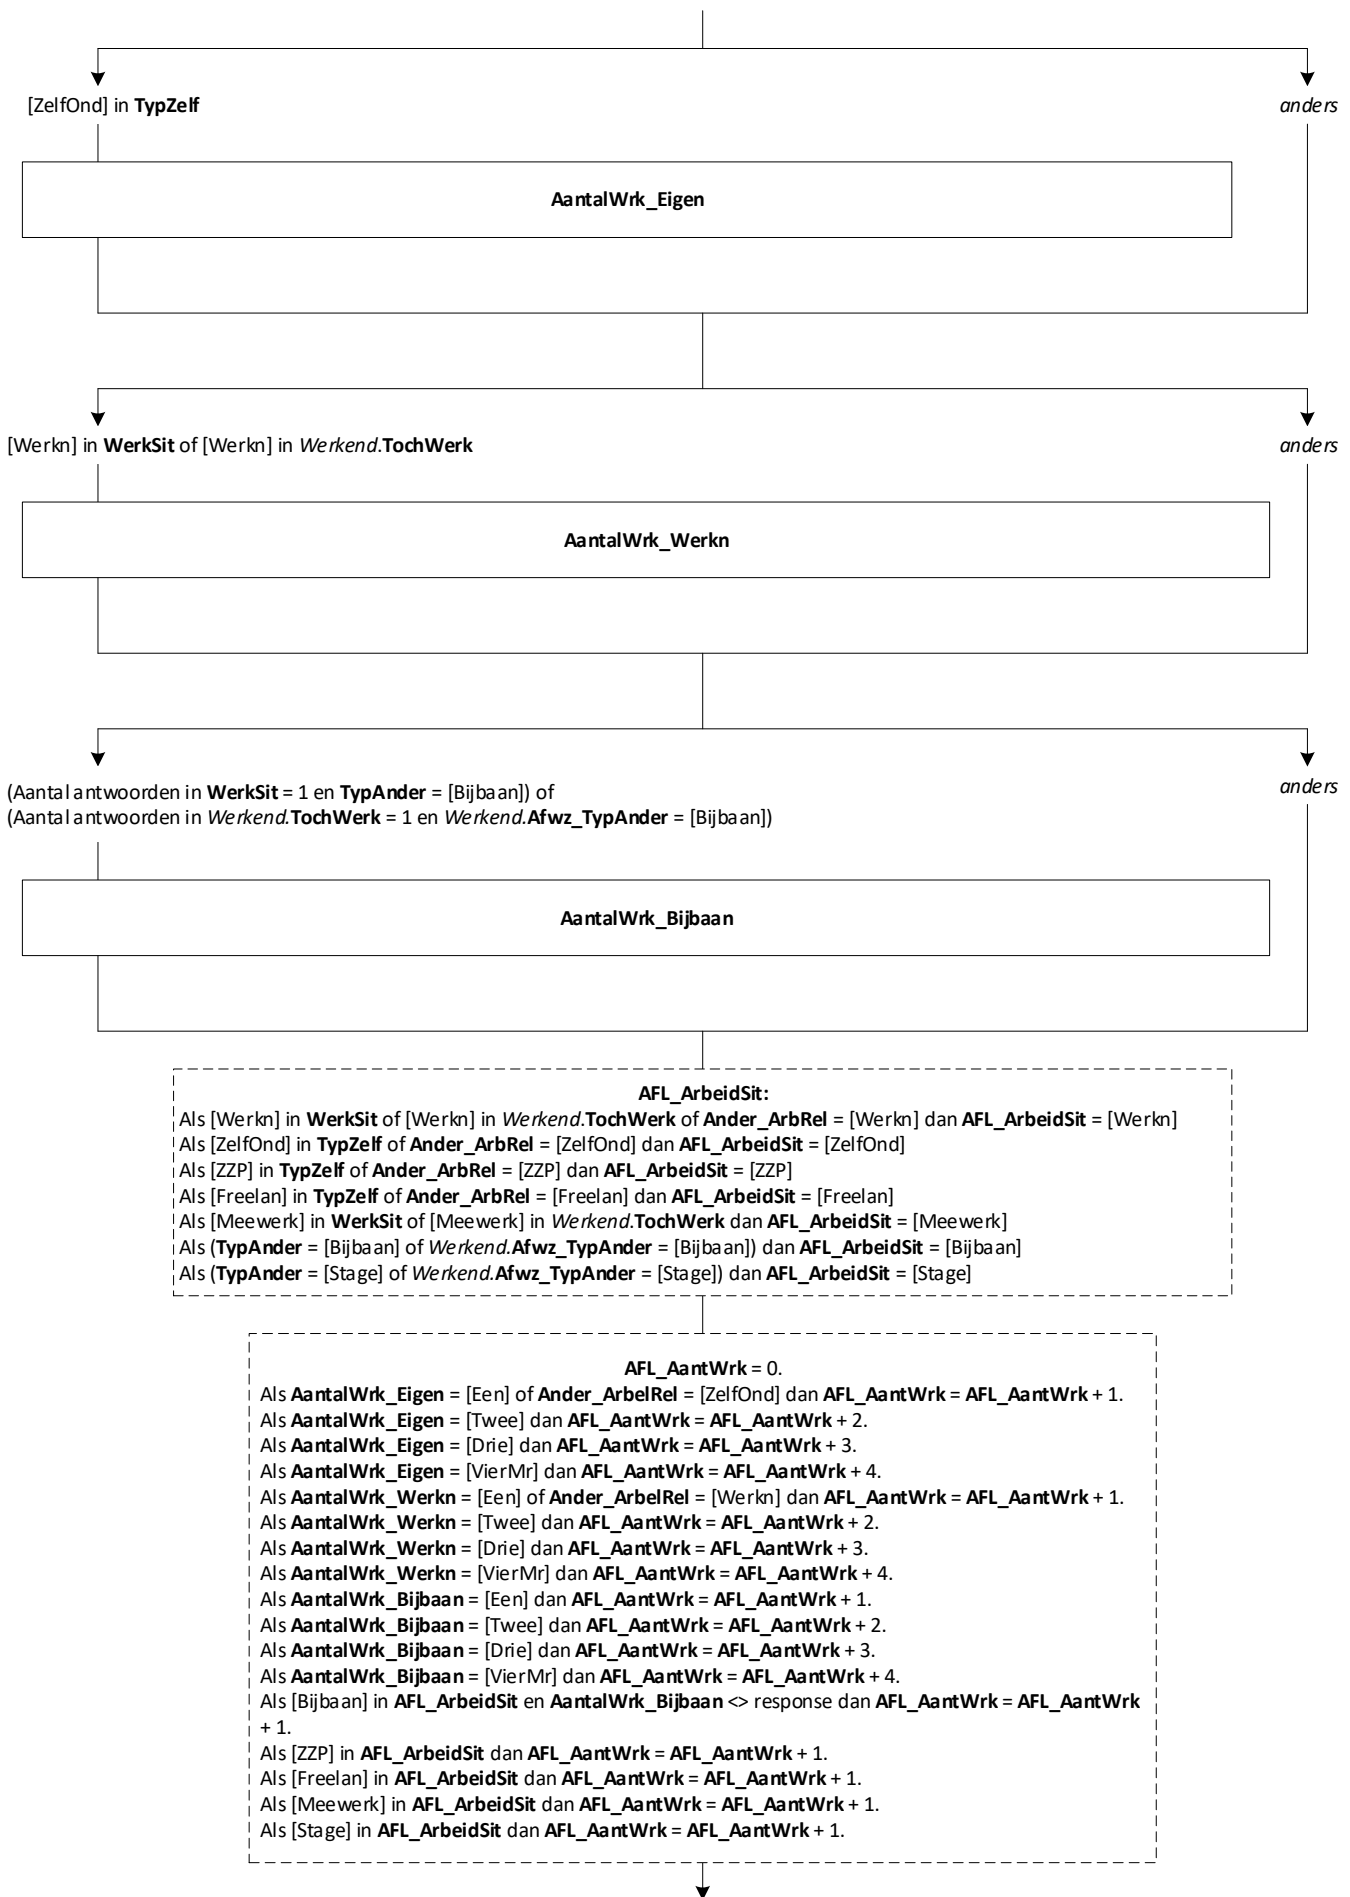 [ZelfOnd] in TypZelf
anders
AantalWrk_Eigen
[Werkn] in WerkSit of [Werkn] in Werkend.TochWerk
anders
AantalWrk_Werkn
(Aantal antwoorden in WerkSit = 1 en TypAnder = [Bijbaan]) of
(Aantal antwoorden in Werkend.TochWerk = 1 en Werkend.Afwz_TypAnder = [Bijbaan])
anders
AantalWrk_Bijbaan
AFL_ArbeidSit:
Als [Werkn] in WerkSit of [Werkn] in Werkend.TochWerk of Ander_ArbRel = [Werkn] dan AFL_ArbeidSit = [Werkn]
Als [ZelfOnd] in TypZelf of Ander_ArbRel = [ZelfOnd] dan AFL_ArbeidSit = [ZelfOnd]
Als [ZZP] in TypZelf of Ander_ArbRel = [ZZP] dan AFL_ArbeidSit = [ZZP]
Als [Freelan] in TypZelf of Ander_ArbRel = [Freelan] dan AFL_ArbeidSit = [Freelan]
Als [Meewerk] in WerkSit of [Meewerk] in Werkend.TochWerk dan AFL_ArbeidSit = [Meewerk]
Als (TypAnder = [Bijbaan] of Werkend.Afwz_TypAnder = [Bijbaan]) dan AFL_ArbeidSit = [Bijbaan]
Als (TypAnder = [Stage] of Werkend.Afwz_TypAnder = [Stage]) dan AFL_ArbeidSit = [Stage]
AFL_AantWrk = 0.
Als AantalWrk_Eigen = [Een] of Ander_ArbelRel = [ZelfOnd] dan AFL_AantWrk = AFL_AantWrk + 1.
Als AantalWrk_Eigen = [Twee] dan AFL_AantWrk = AFL_AantWrk + 2.
Als AantalWrk_Eigen = [Drie] dan AFL_AantWrk = AFL_AantWrk + 3.
Als AantalWrk_Eigen = [VierMr] dan AFL_AantWrk = AFL_AantWrk + 4.
Als AantalWrk_Werkn = [Een] of Ander_ArbelRel = [Werkn] dan AFL_AantWrk = AFL_AantWrk + 1.
Als AantalWrk_Werkn = [Twee] dan AFL_AantWrk = AFL_AantWrk + 2.
Als AantalWrk_Werkn = [Drie] dan AFL_AantWrk = AFL_AantWrk + 3.
Als AantalWrk_Werkn = [VierMr] dan AFL_AantWrk = AFL_AantWrk + 4.
Als AantalWrk_Bijbaan = [Een] dan AFL_AantWrk = AFL_AantWrk + 1.
Als AantalWrk_Bijbaan = [Twee] dan AFL_AantWrk = AFL_AantWrk + 2.
Als AantalWrk_Bijbaan = [Drie] dan AFL_AantWrk = AFL_AantWrk + 3.
Als AantalWrk_Bijbaan = [VierMr] dan AFL_AantWrk = AFL_AantWrk + 4.
Als [Bijbaan] in AFL_ArbeidSit en AantalWrk_Bijbaan <> response dan AFL_AantWrk = AFL_AantWrk
+ 1.
Als [ZZP] in AFL_ArbeidSit dan AFL_AantWrk = AFL_AantWrk + 1.
Als [Freelan] in AFL_ArbeidSit dan AFL_AantWrk = AFL_AantWrk + 1.
Als [Meewerk] in AFL_ArbeidSit dan AFL_AantWrk = AFL_AantWrk + 1.
Als [Stage] in AFL_ArbeidSit dan AFL_AantWrk = AFL_AantWrk + 1.